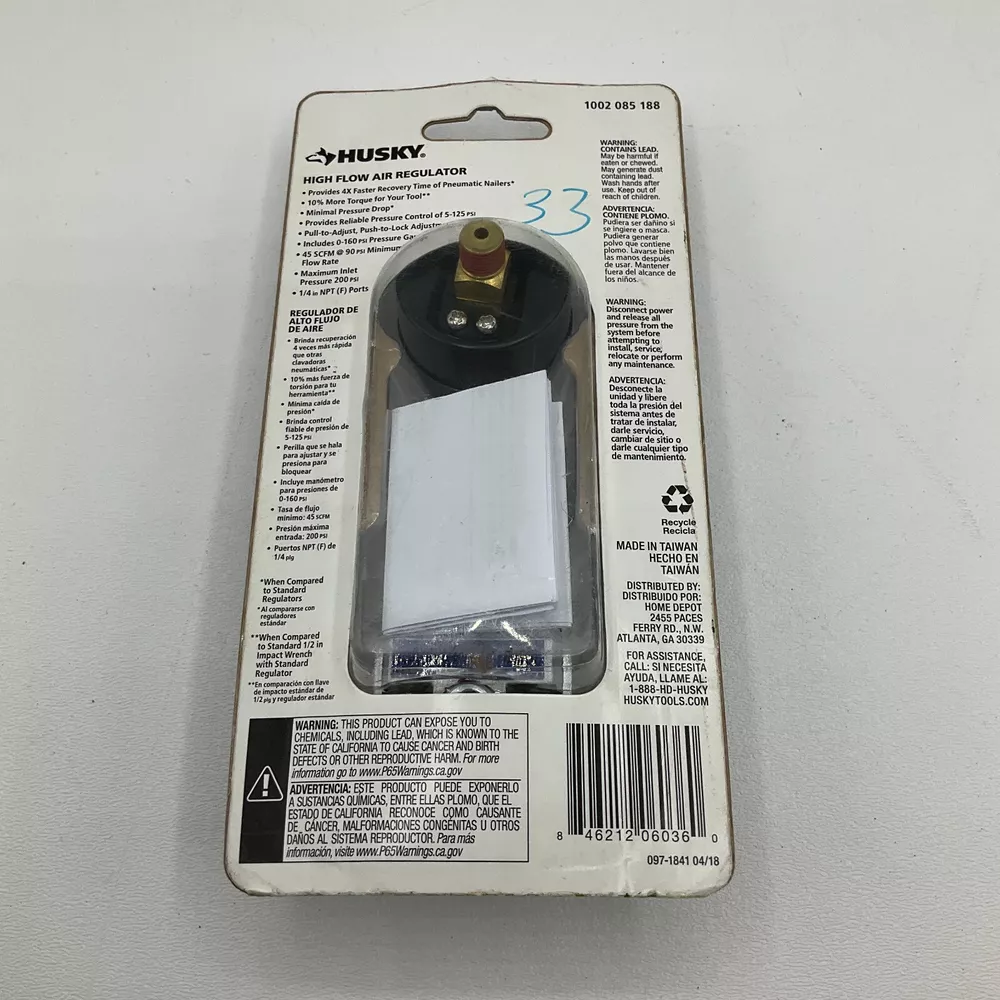 1002 085 188
HUSKY®
HIGH FLOW AIR REGULATOR
• Provides 4X Faster Recovery Time of Pneumatic Nailers*
• 10% More Torque for Your Tool**
• Minimal Pressure Drop*
• Provides Reliable Pressure Control of 5-125 PSI
• Pull-to-Adjust, Push-to-Lock
• Includes 0-160 PSI Pressure
• 45 SCFM @ 90 PSI Minimum
Flow Rate
• Maximum Inlet
Pressure 200 PSI
• 1/4 in NPT (F) Ports
33
REGULADOR DE
ALTO FLUJO
DE AIRE
• Brinda recuperación
4 veces más rápida
que otras
clavadoras
neumáticas*
• 10% más fuerza de
torsión para tu
herramienta**
• Mínima caída de
presión*
• Brinda control
fiable de presión de
5-125 PSI
• Perilla que se hala
para ajustar y se
presiona para
bloquear
• Incluye manómetro
para presiones de
0-160 PSI
• Tasa de flujo
mínimo: 45 SCFM
• Presión máxima
entrada: 200 PSI
• Puertos NPT (F) de
1/4 plg
*When Compared
to Standard
Regulators
*Al compararse con
reguladores
estándar
**When Compared
to Standard 1/2 in
Impact Wrench
with Standard
Regulator
**En comparación con llave
de impacto estándar de
1/2 plg y regulador estándar
WARNING:
CONTAINS LEAD.
May be harmful if
eaten or chewed.
May generate dust
containing lead.
Wash hands after
use. Keep out of
reach of children.
ADVERTENCIA:
CONTIENE PLOMO.
Pudiera ser dañino si
se ingiere o masca.
Pudiera generar
polvo que contiene
plomo. Lavarse bien
las manos después
de usar. Mantener
fuera del alcance de
los niños.
WARNING:
Disconnect power
and release all
pressure from the
system before
attempting to
install, service,
relocate or perform
any maintenance.
ADVERTENCIA:
Desconecte la
unidad y libere
toda la presión del
sistema antes de
tratar de instalar,
darle servicio,
cambiar de sitio o
darle cualquier tipo
de mantenimiento.
Recycle
Recicla
MADE IN TAIWAN
HECHO EN
TAIWÁN
DISTRIBUTED BY:
DISTRIBUIDO POR:
HOME DEPOT
2455 PACES
FERRY RD., N.W.
ATLANTA, GA 30339
FOR ASSISTANCE,
CALL: SI NECESITA
AYUDA, LLAME AL:
1-888-HD-HUSKY
HUSKYTOOLS.COM
WARNING: THIS PRODUCT CAN EXPOSE YOU TO
CHEMICALS, INCLUDING LEAD, WHICH IS KNOWN TO THE
STATE OF CALIFORNIA TO CAUSE CANCER AND BIRTH
DEFECTS OR OTHER REPRODUCTIVE HARM. For more
information go to www.P65Warnings.ca.gov
ADVERTENCIA: ESTE PRODUCTO PUEDE EXPONERLO
A SUSTANCIAS QUÍMICAS, ENTRE ELLAS PLOMO, QUE EL
ESTADO DE CALIFORNIA RECONOCE COMO CAUSANTE
DE CÁNCER, MALFORMACIONES CONGÉNITAS U OTROS
DAÑOS AL SISTEMA REPRODUCTOR. Para más
información, visite www.P65Warnings.ca.gov
8 46212 06036 0
097-1841 04/18